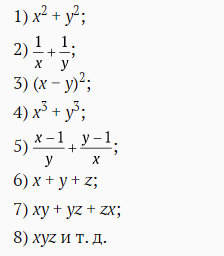 1) x² + y²;
2) 1/x + 1/y;
3) (x − y)²;
4) x³ + y³;
5) (x − 1)/y + (y − 1)/x;
6) x + y + z;
7) xy + yz + zx;
8) xyz и т. д.